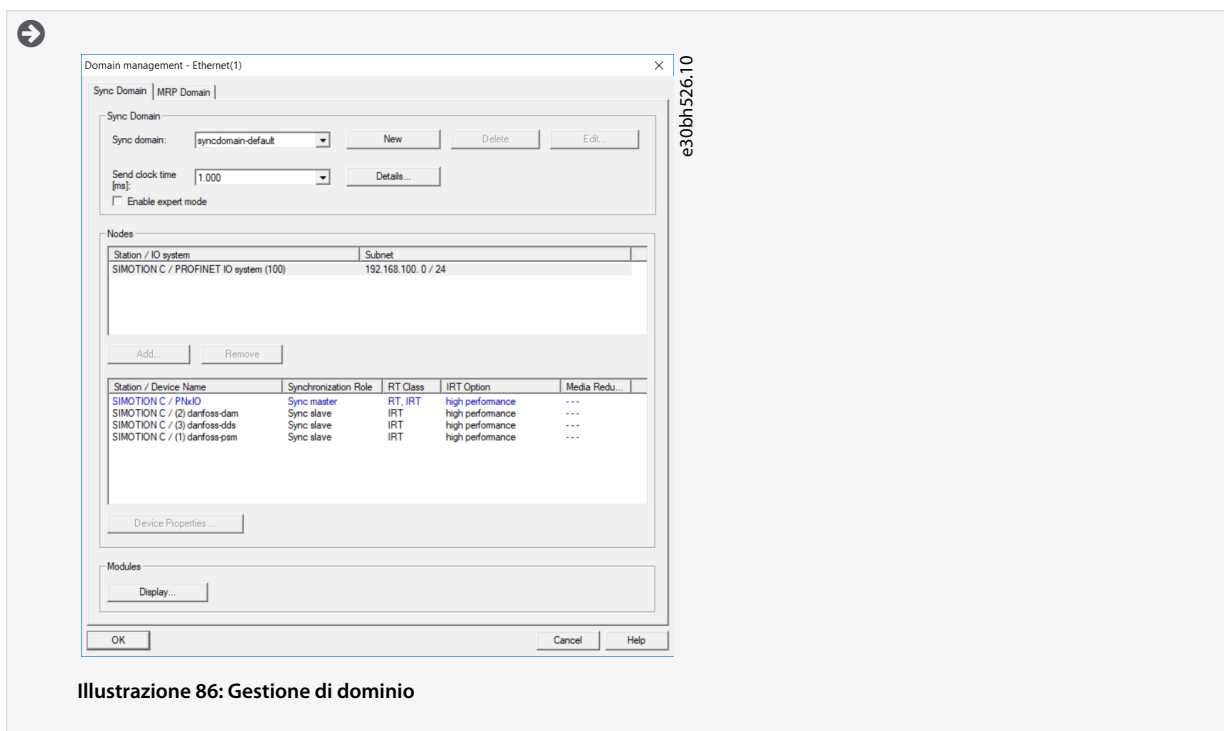 Domain management - Ethernet(1)
Sync Domain MRP Domain
Sync Domain
Sync domain: syncdomain-default New Delete Edit...
Send clock time
[ms]: 1.000 Details...
Enable expert mode
Nodes
Station / IO system Subnet
SIMOTION C / PROFINET IO system (100) 192.168.100. 0 / 24
Add... Remove
Station / Device Name Synchronization Role RT Class IRT Option Media Redu...
SIMOTION C / PNxIO Sync master RT, IRT high performance ---
SIMOTION C / (2) danfoss-dam Sync slave IRT high performance ---
SIMOTION C / (3) danfoss-dds Sync slave IRT high performance ---
SIMOTION C / (1) danfoss-psm Sync slave IRT high performance ---
Device Properties ...
Modules
Display...
OK Cancel Help
e30bh526.10
Illustrazione 86: Gestione di dominio